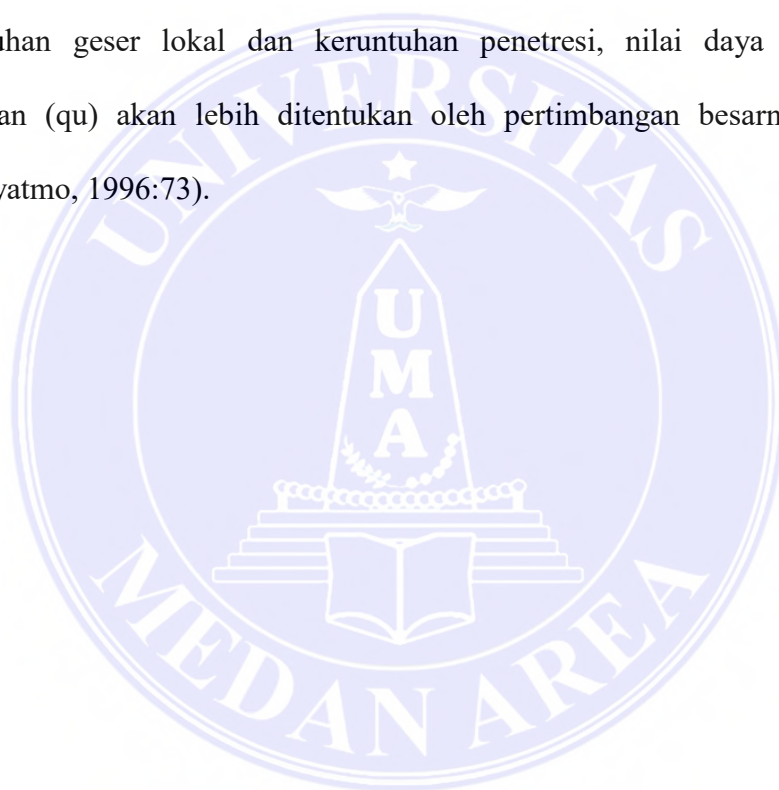 uhan geser lokal dan keruntuhan penetresi, nilai daya
an (qu) akan lebih ditentukan oleh pertimbangan besarn
yatmo, 1996:73).
UNIVERSITAS
UMA
MEDAN AREA